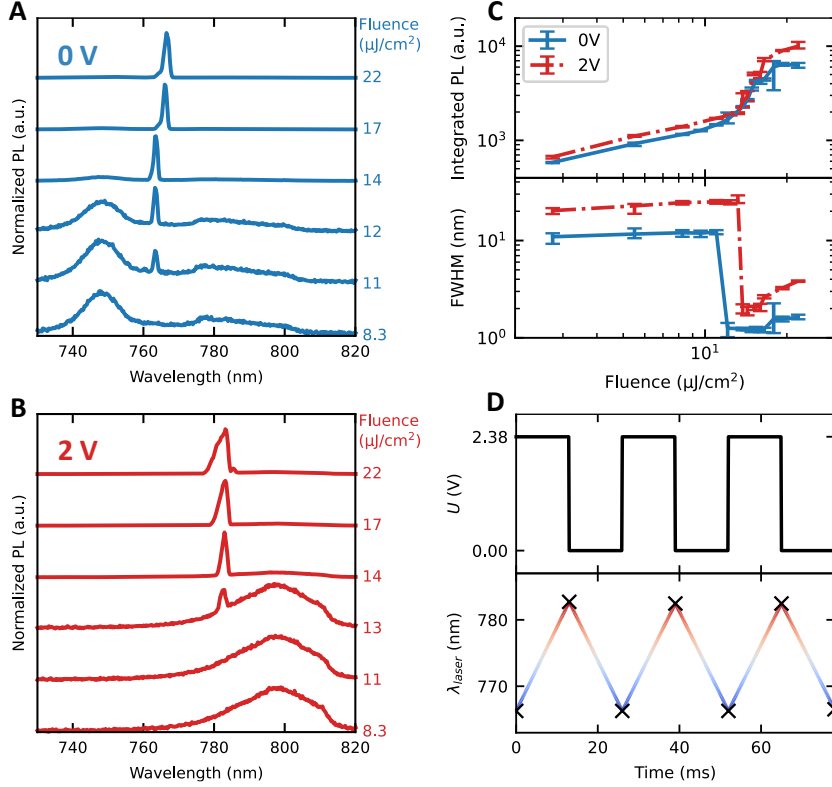 A
0 V
Fluence
(μJ/cm²)
22
17
14
12
11
8.3
Normalized PL (a.u.)
740 760 780 800 820
Wavelength (nm)
B
2 V
Fluence
(μJ/cm²)
22
17
14
13
11
8.3
Normalized PL (a.u.)
740 760 780 800 820
Wavelength (nm)
C
0V
2V
Integrated PL (a.u.)
10⁴
10³
FWHM (nm)
10¹
10⁰
10¹
Fluence (μJ/cm²)
D
U (V)
2.38
0.00
λlaser (nm)
780
770
0 20 40 60
Time (ms)